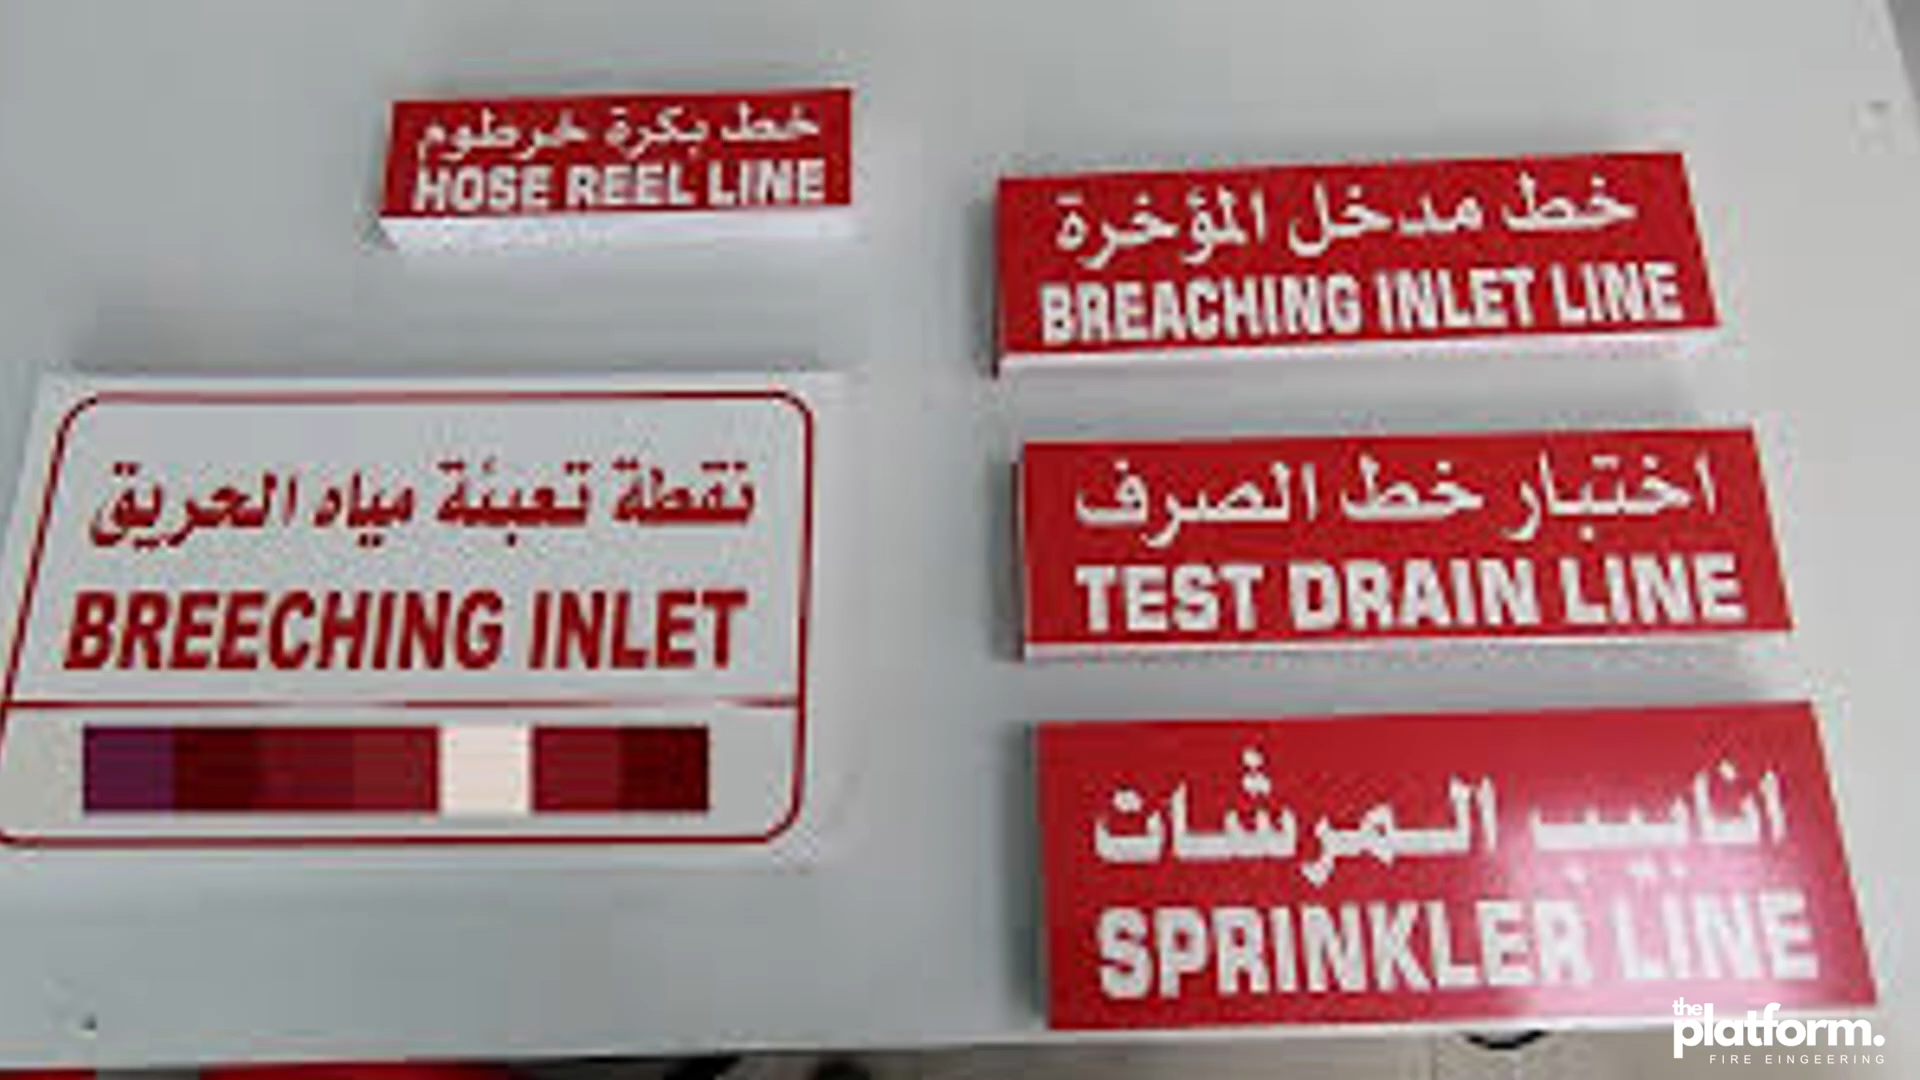 خط بكرة خرطوم
HOSE REEL LINE
خط مدخل المؤخرة
BREACHING INLET LINE
نقطة تعبئة مياه الحريق
BREECHING INLET
اختبار خط الصرف
TEST DRAIN LINE
انابيب المرشات
SPRINKLER LINE
the
platform.
FIRE EINGEERING